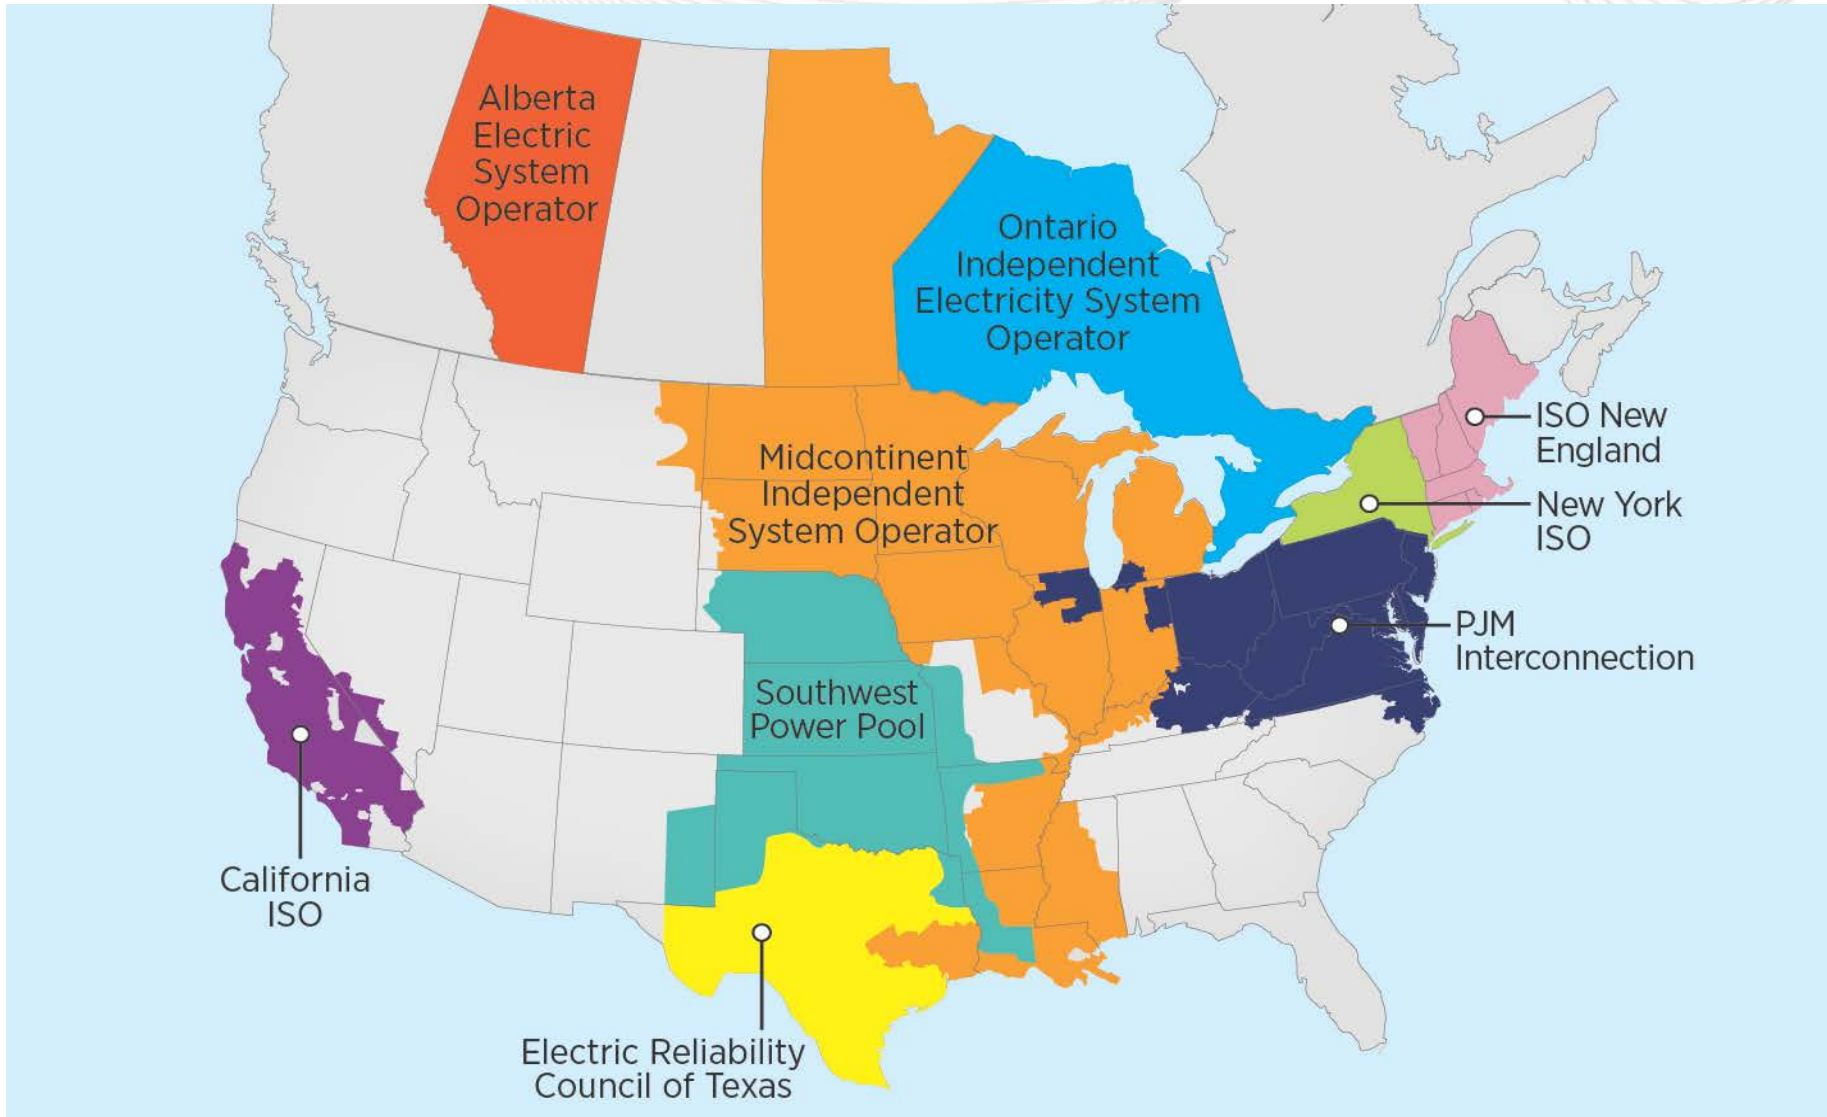 Alberta
Electric
System
Operator
Ontario
Independent
Electricity System
Operator
ISO New
England
Midcontinent
Independent
System Operator
New York
ISO
PJM
Interconnection
Southwest
Power Pool
California
ISO
Electric Reliability
Council of Texas